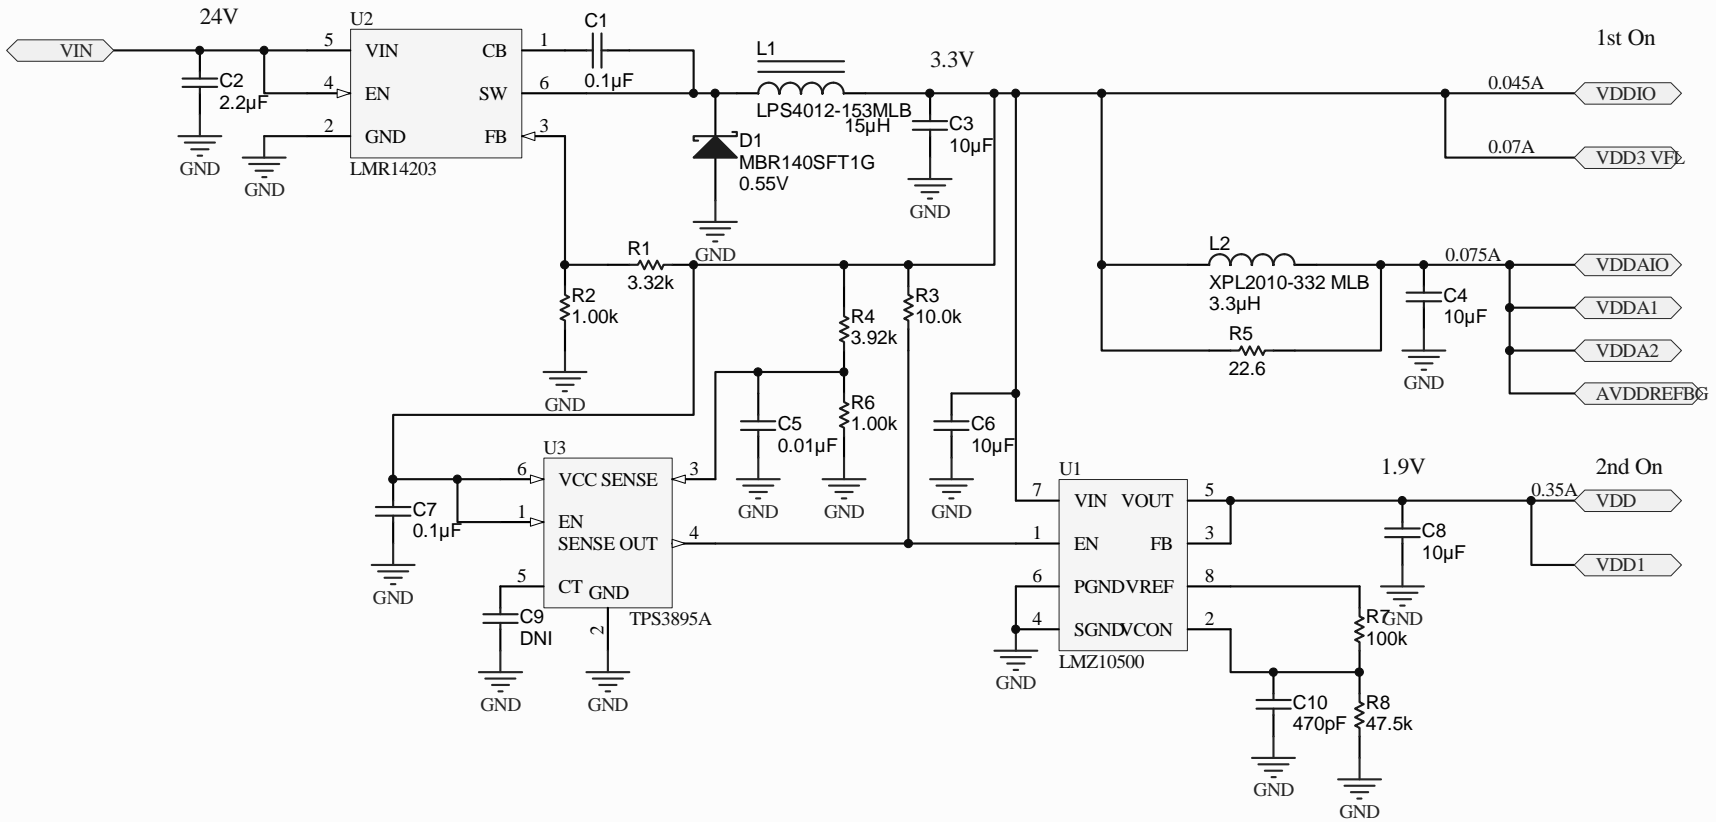 24V
VIN
U2
5 VIN CB 1
4 EN SW 6
2 GND FB 3
LMR14203
C2
2.2µF
GND
GND
C1
0.1µF
L1
LPS4012-153MLB
15µH
3.3V
D1
MBR140SFT1G
0.55V
GND
C3
10µF
GND
1st On
0.045A
VDDIO
0.07A
VDD3 VFL
R1
3.32k
R2
1.00k
GND
R4
3.92k
R3
10.0k
L2
XPL2010-332 MLB
3.3µH
R5
22.6
0.075A
C4
10µF
GND
VDDAIO
VDDA1
VDDA2
AVDDREFBG
C5
0.01µF
GND
R6
1.00k
GND
C6
10µF
GND
U3
6 VCC SENSE 3
1 EN
SENSE OUT 4
5 CT GND
2
TPS3895A
C7
0.1µF
GND
C9
DNI
GND
GND
U1
7 VIN VOUT 5
1 EN FB 3
6 PGND VREF 8
4 SGND VCON 2
LMZ10500
GND
1.9V
2nd On
0.35A
VDD
VDD1
C8
10µF
GND
R7
100k
C10
470pF
GND
R8
47.5k
GND